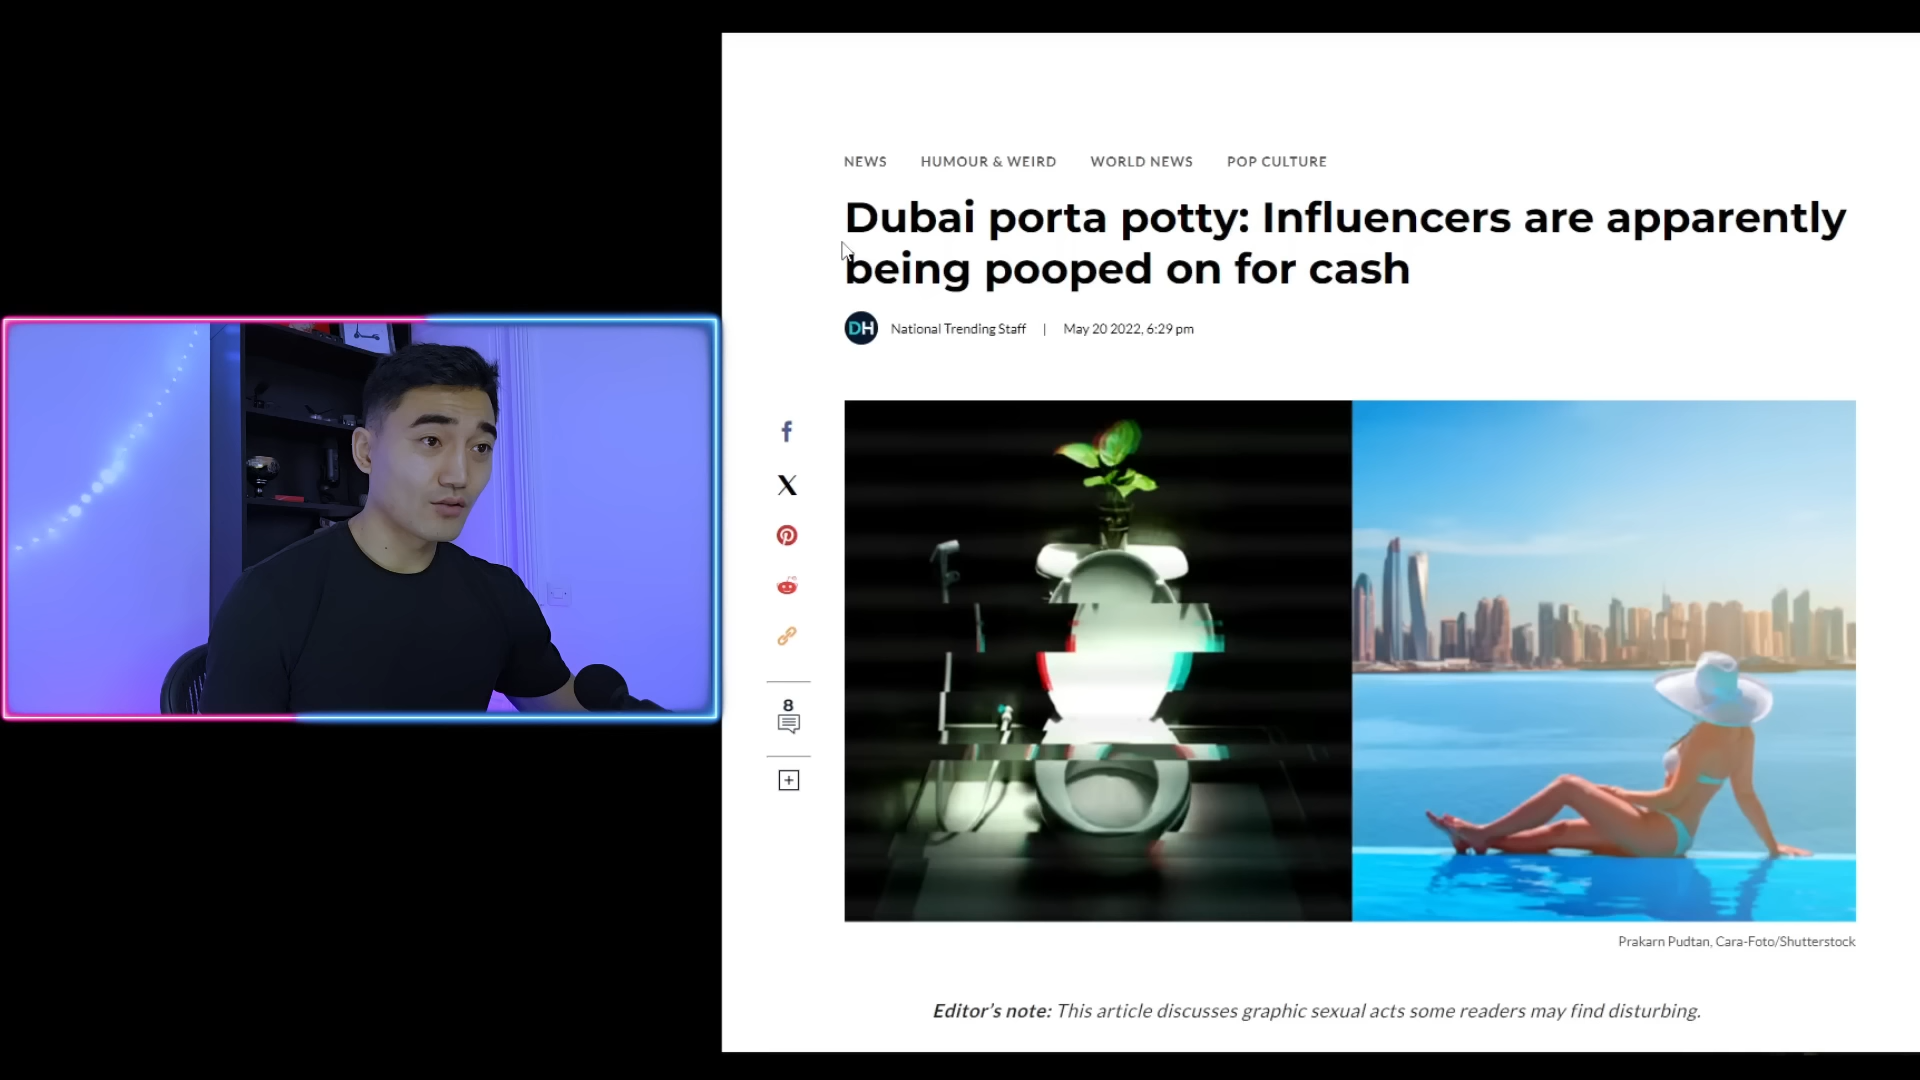 NEWS HUMOUR & WEIRD WORLD NEWS POP CULTURE
Dubai porta potty: Influencers are apparently
being pooped on for cash
DH National Trending Staff | May 20 2022, 6:29 pm
8
Prakarn Pudtan, Cara-Foto/Shutterstock
Editor's note: This article discusses graphic sexual acts some readers may find disturbing.